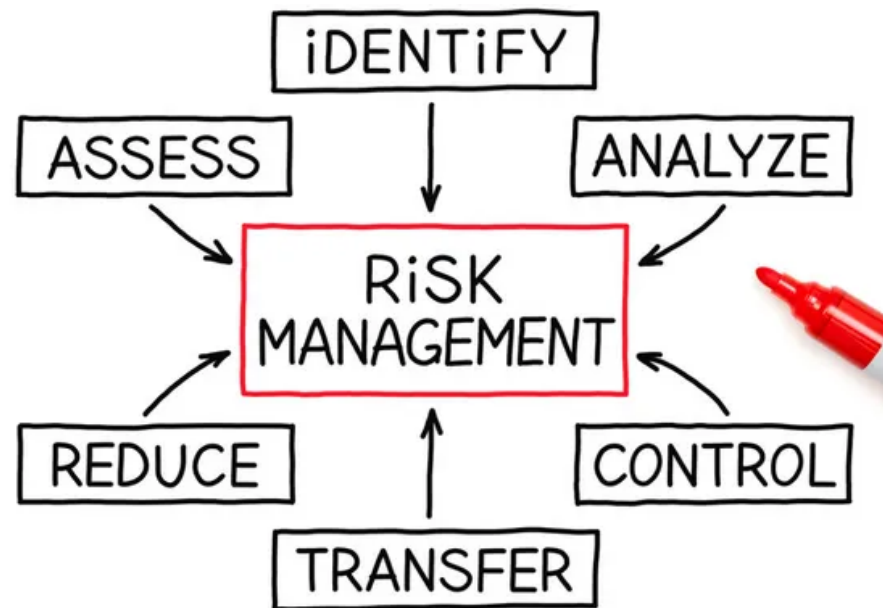 iDENTiFY
ASSESS
ANALYZE
RiSK
MANAGEMENT
REDUCE
CONTROL
TRANSFER